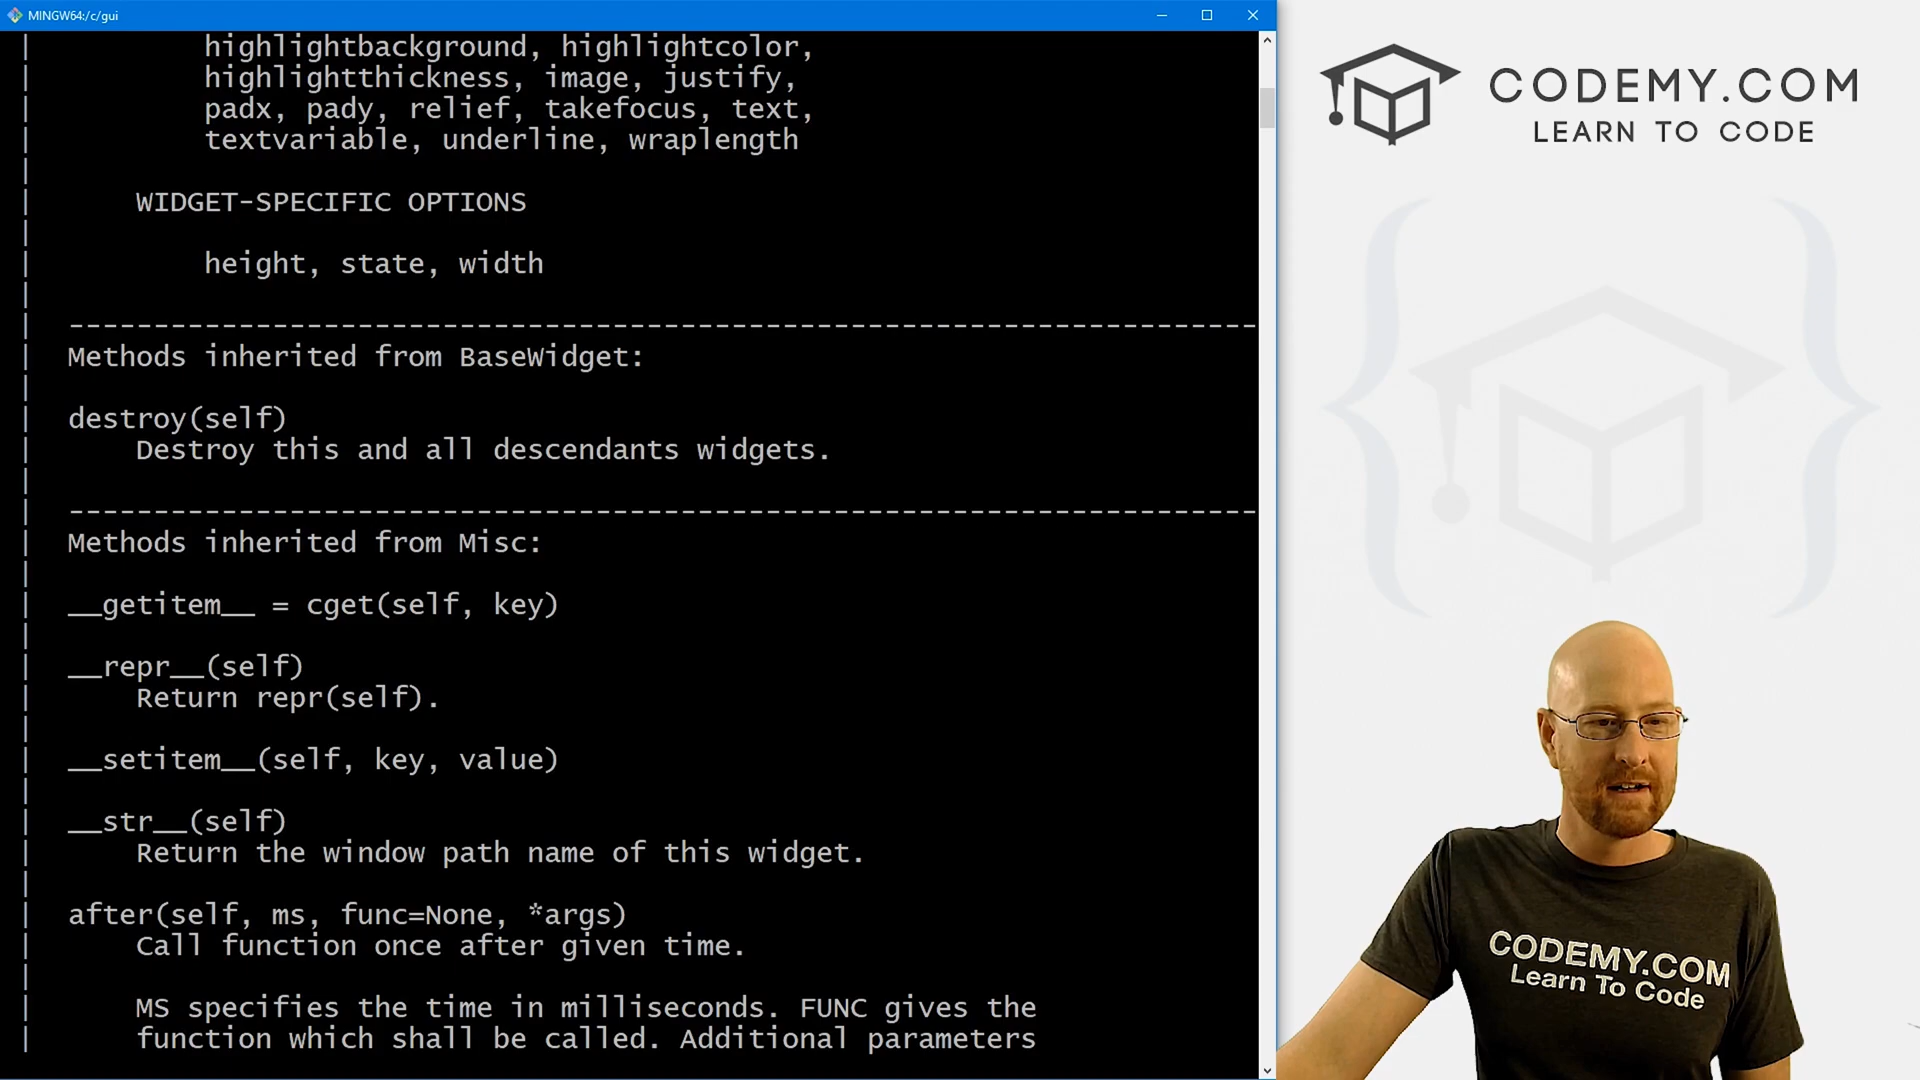 MINGW64:/c/gui
highlightbackground, highlightcolor,
highlightthickness, image, justify,
padx, pady, relief, takefocus, text,
textvariable, underline, wraplength
WIDGET-SPECIFIC OPTIONS
height, state, width
----------------------------------------------------------------------
Methods inherited from BaseWidget:
destroy(self)
Destroy this and all descendants widgets.
----------------------------------------------------------------------
Methods inherited from Misc:
__getitem__ = cget(self, key)
__repr__(self)
Return repr(self).
__setitem__(self, key, value)
__str__(self)
Return the window path name of this widget.
after(self, ms, func=None, *args)
Call function once after given time.
MS specifies the time in milliseconds. FUNC gives the
function which shall be called. Additional parameters
CODEMY.COM
LEARN TO CODE
CODEMY.COM
Learn To Code